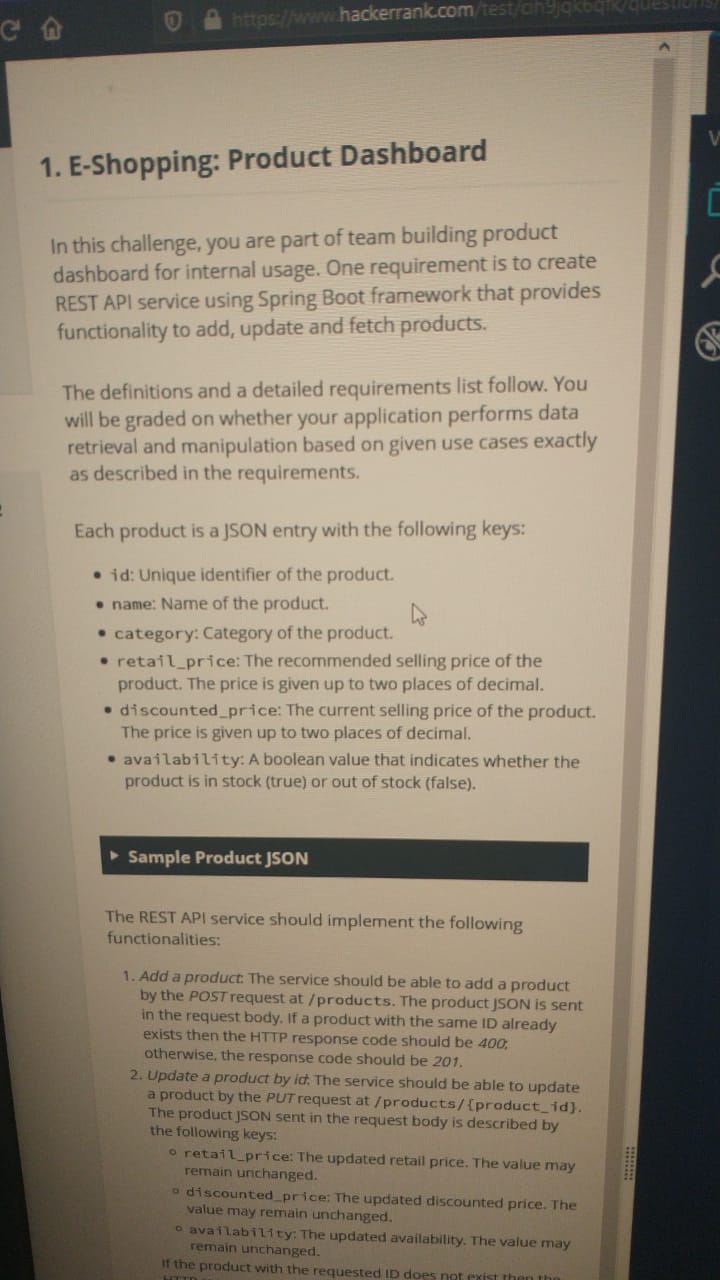 https://www.hackerrank.com/test/
1. E-Shopping: Product Dashboard
In this challenge, you are part of team building product
dashboard for internal usage. One requirement is to create
REST API service using Spring Boot framework that provides
functionality to add, update and fetch products.
The definitions and a detailed requirements list follow. You
will be graded on whether your application performs data
retrieval and manipulation based on given use cases exactly
as described in the requirements.
Each product is a JSON entry with the following keys:
• id: Unique identifier of the product.
• name: Name of the product.
• category: Category of the product.
• retail_price: The recommended selling price of the
product. The price is given up to two places of decimal.
• discounted_price: The current selling price of the product.
The price is given up to two places of decimal.
• availability: A boolean value that indicates whether the
product is in stock (true) or out of stock (false).
Sample Product JSON
The REST API service should implement the following
functionalities:
1. Add a product: The service should be able to add a product
by the POST request at /products. The product JSON is sent
in the request body. If a product with the same ID already
exists then the HTTP response code should be 400;
otherwise, the response code should be 201.
2. Update a product by id: The service should be able to update
a product by the PUT request at /products/{product_id}.
The product JSON sent in the request body is described by
the following keys:
retail_price: The updated retail price. The value may
remain unchanged.
discounted_price: The updated discounted price. The
value may remain unchanged.
availability: The updated availability. The value may
remain unchanged.
If the product with the requested ID does not exist then the